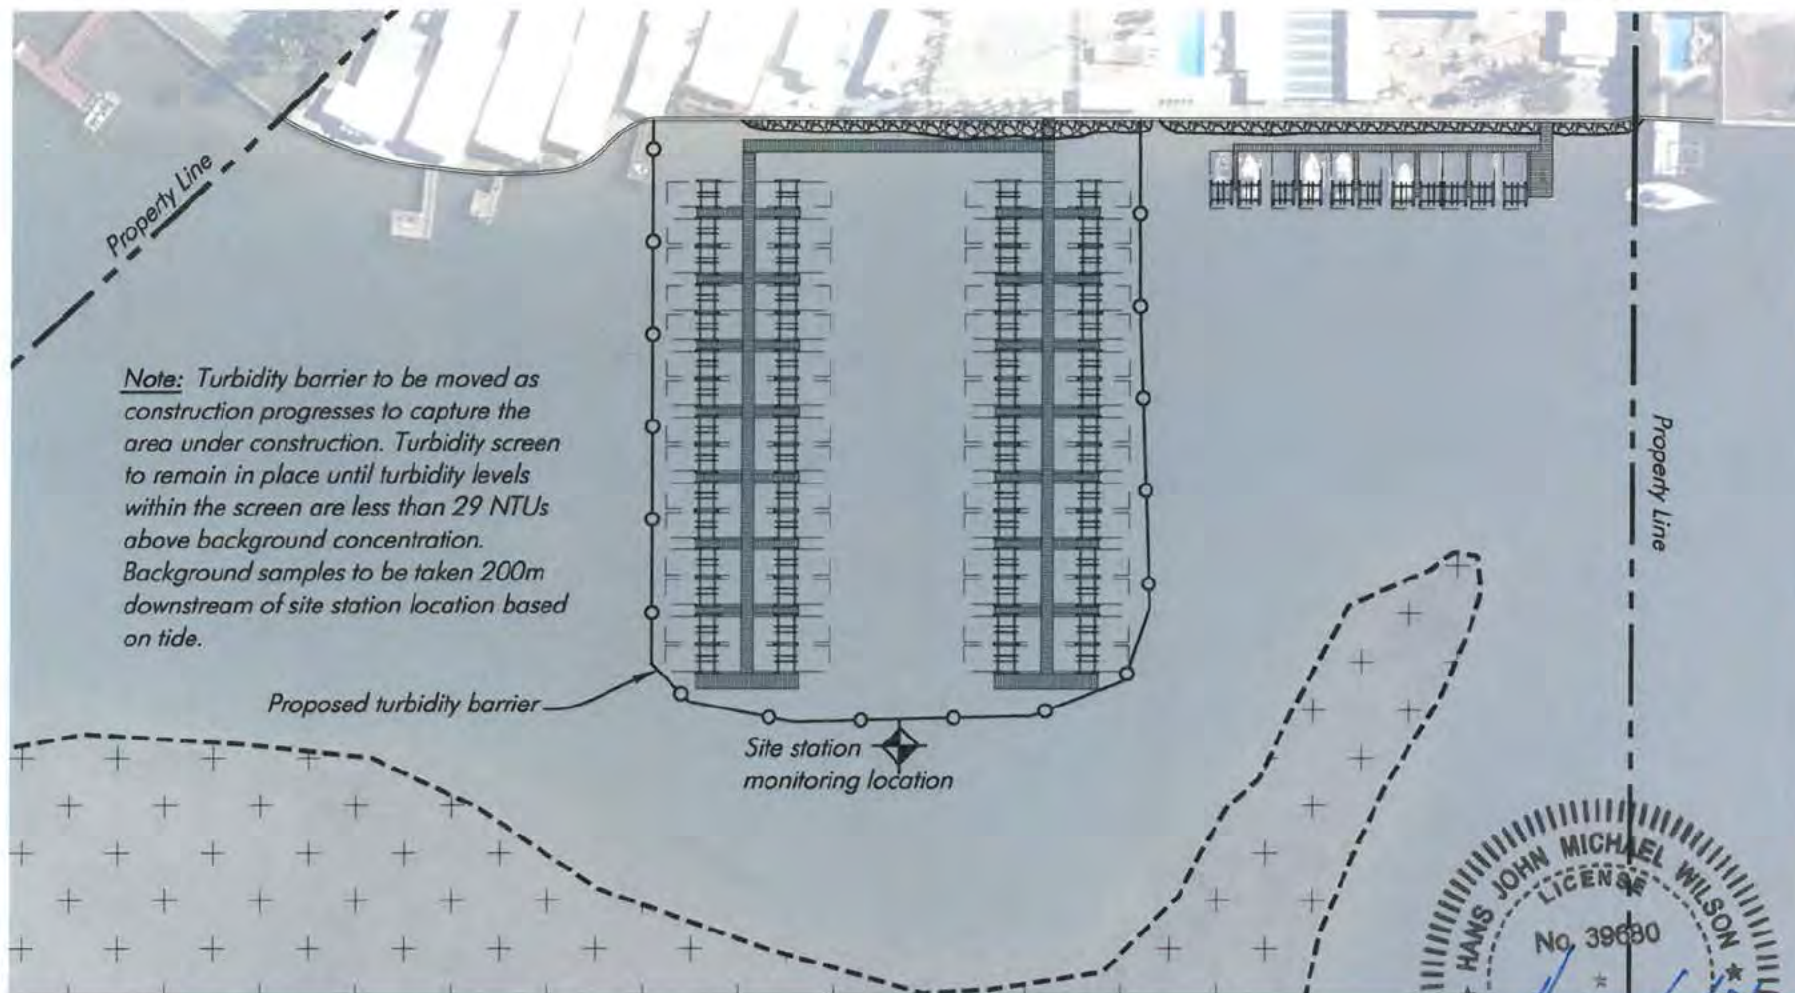 Property Line
Note: Turbidity barrier to be moved as
construction progresses to capture the
area under construction. Turbidity screen
to remain in place until turbidity levels
within the screen are less than 29 NTUs
above background concentration.
Background samples to be taken 200m
downstream of site station location based
on tide.
Proposed turbidity barrier
Site station
monitoring location
Property Line
HANS JOHN MICHAEL WILSON
LICENSE
No. 39680